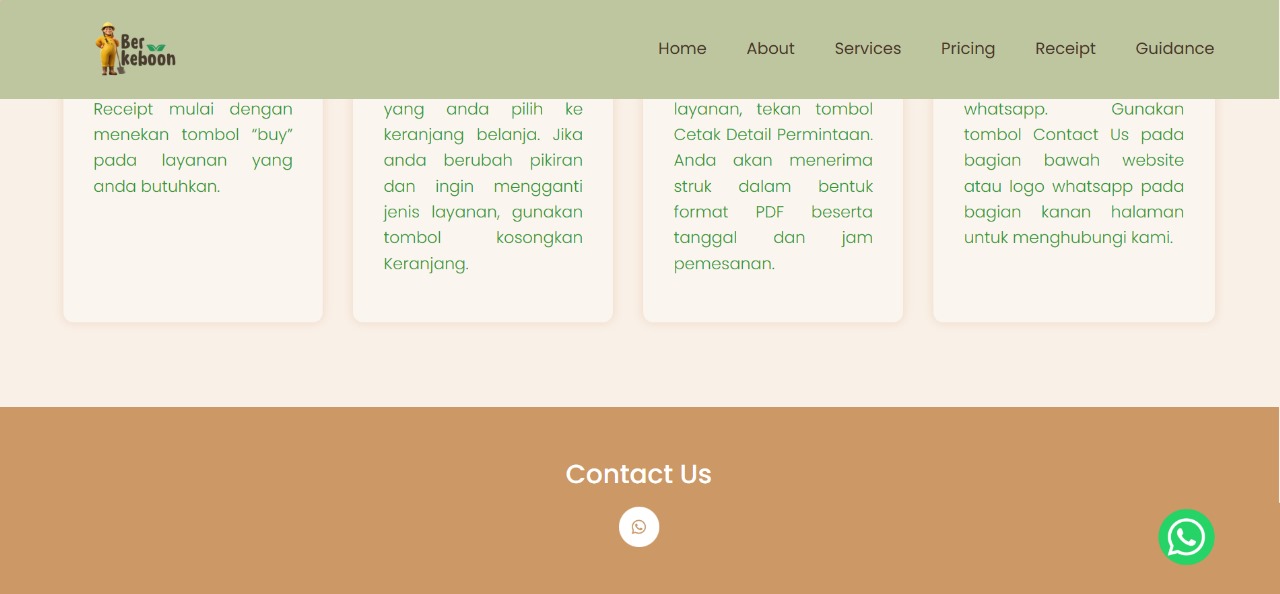 Ber
keboon
Home About Services Pricing Receipt Guidance
Receipt mulai dengan
menekan tombol “buy”
pada layanan yang
anda butuhkan.
yang anda pilih ke
keranjang belanja. Jika
anda berubah pikiran
dan ingin mengganti
jenis layanan, gunakan
tombol kosongkan
Keranjang.
layanan, tekan tombol
Cetak Detail Permintaan.
Anda akan menerima
struk dalam bentuk
format PDF beserta
tanggal dan jam
pemesanan.
whatsapp. Gunakan
tombol Contact Us pada
bagian bawah website
atau logo whatsapp pada
bagian kanan halaman
untuk menghubungi kami.
Contact Us